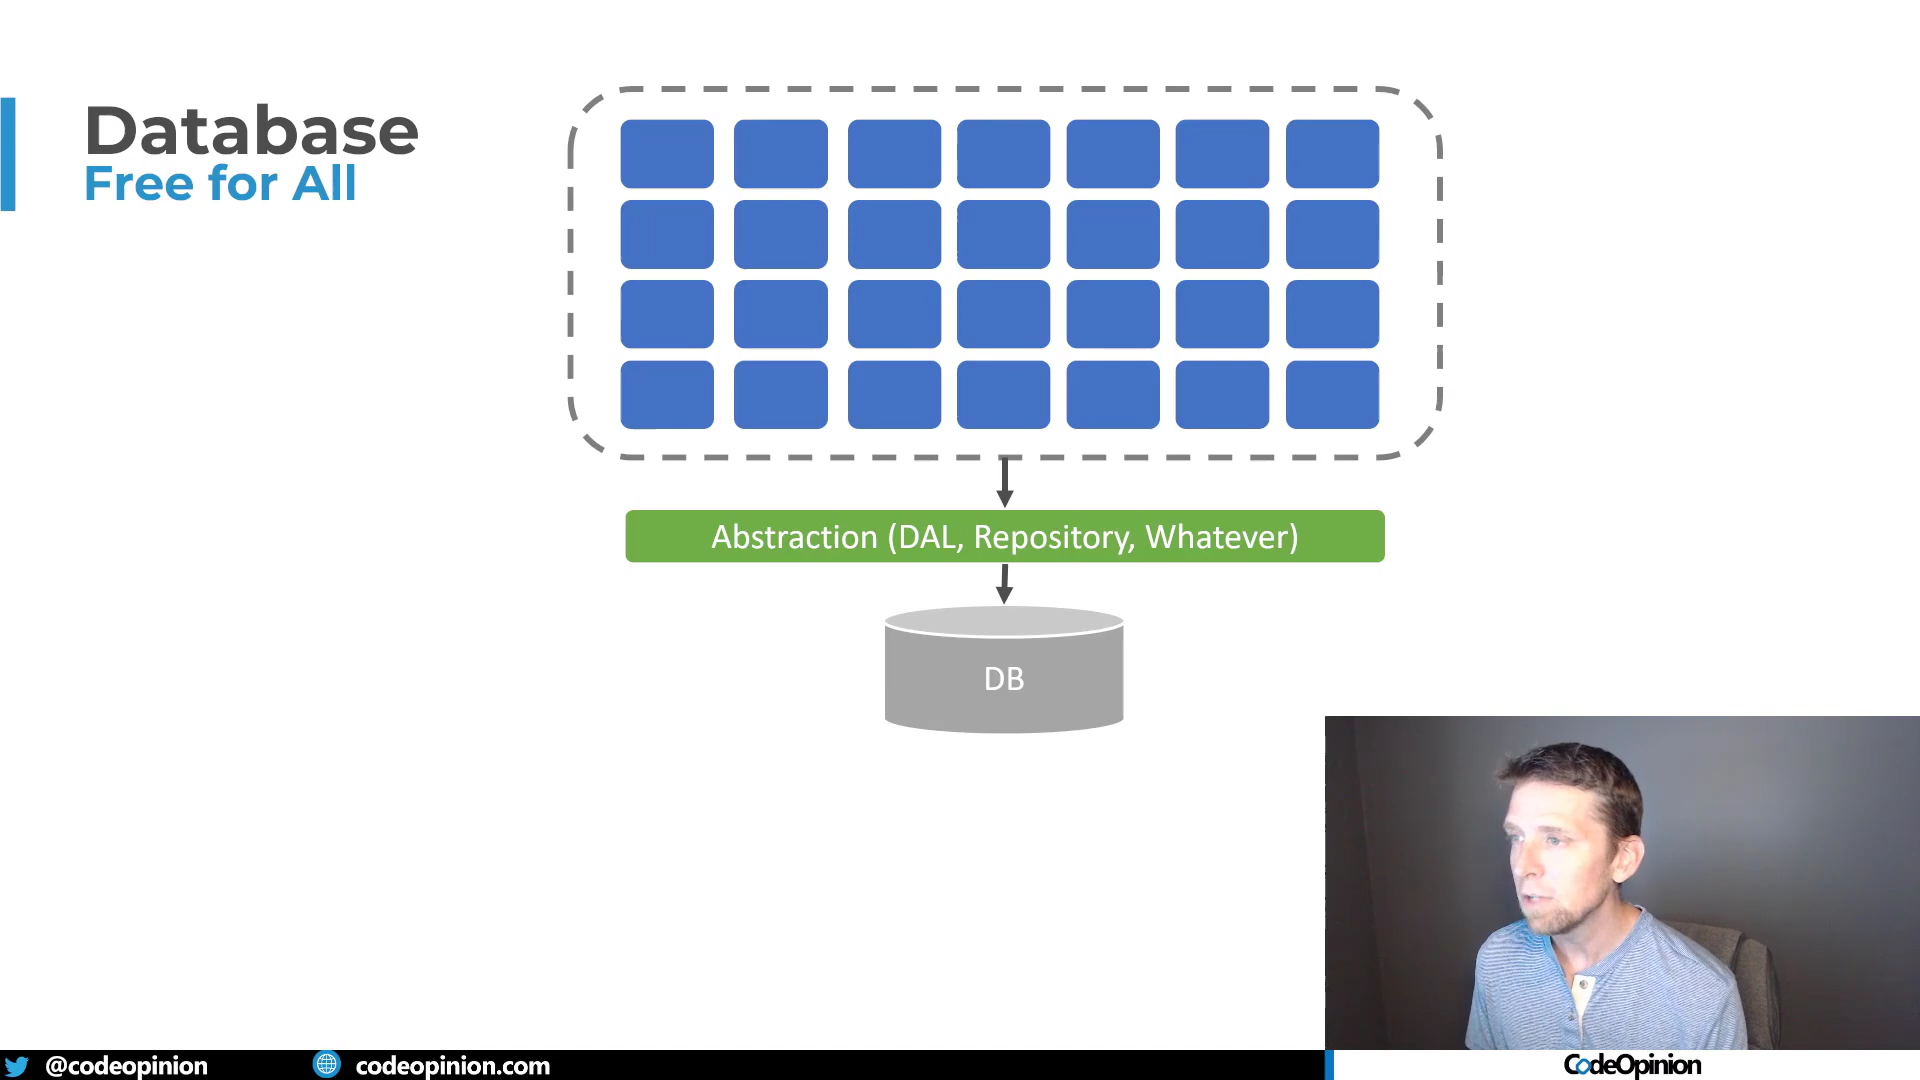 Database
Free for All
Abstraction (DAL, Repository, Whatever)
DB
@codeopinion
codeopinion.com
CodeOpinion